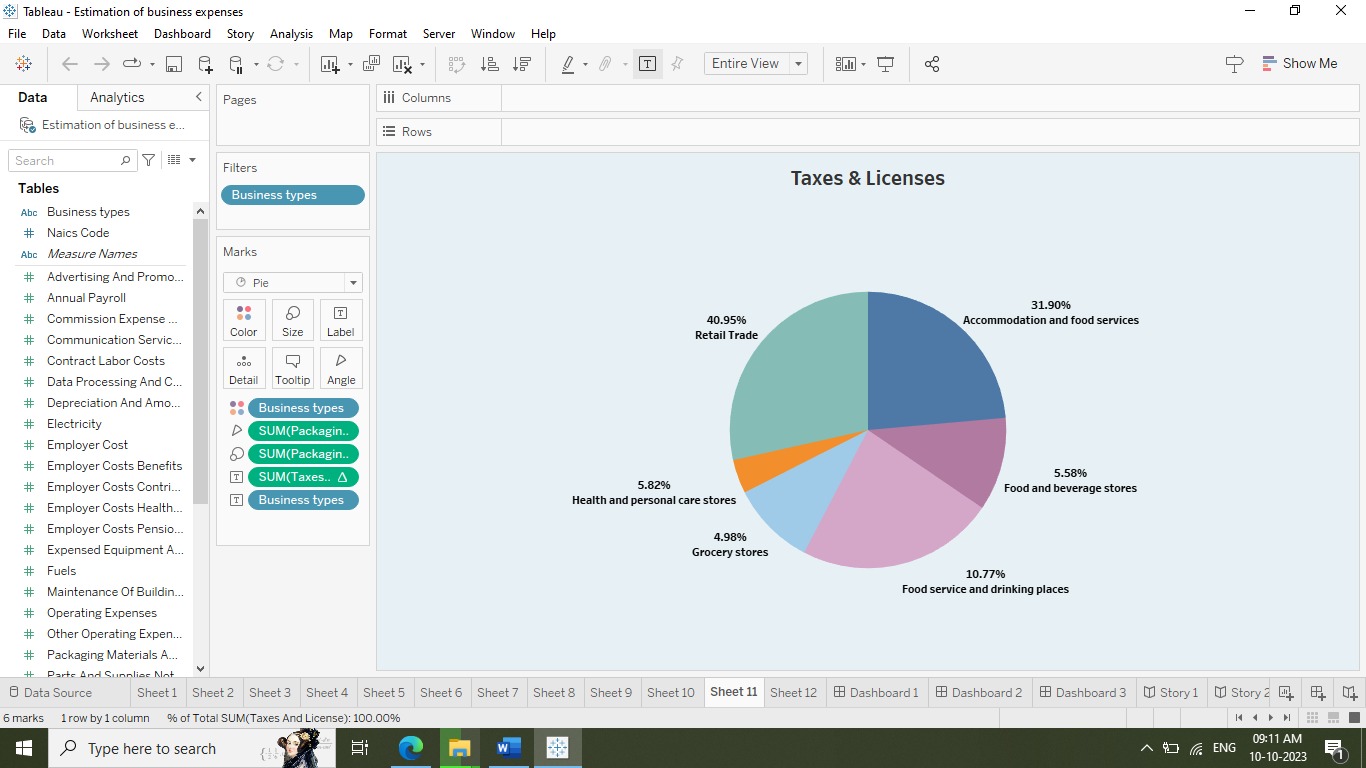 Tableau - Estimation of business expenses
File Data Worksheet Dashboard Story Analysis Map Format Server Window Help
Entire View
Show Me
Data Analytics
Estimation of business e...
Search
Tables
Abc Business types
# Naics Code
Abc Measure Names
# Advertising And Promo...
# Annual Payroll
# Commission Expense ...
# Communication Servic...
# Contract Labor Costs
# Data Processing And C...
# Depreciation And Amo...
# Electricity
# Employer Cost
# Employer Costs Benefits
# Employer Costs Contri...
# Employer Costs Health...
# Employer Costs Pensio...
# Expensed Equipment A...
# Fuels
# Maintenance Of Buildin...
# Operating Expenses
# Other Operating Expen...
# Packaging Materials A...
# Parts And Supplies Not
Pages
Filters
Business types
Marks
Pie
Color Size Label
Detail Tooltip Angle
Business types
SUM(Packagin..
SUM(Packagin..
SUM(Taxes.. Δ
Business types
Columns
Rows
Taxes & Licenses
31.90%
Accommodation and food services
40.95%
Retail Trade
5.58%
Food and beverage stores
5.82%
Health and personal care stores
4.98%
Grocery stores
10.77%
Food service and drinking places
Data Source Sheet 1 Sheet 2 Sheet 3 Sheet 4 Sheet 5 Sheet 6 Sheet 7 Sheet 8 Sheet 9 Sheet 10 Sheet 11 Sheet 12 Dashboard 1 Dashboard 2 Dashboard 3 Story 1 Story 2
6 marks 1 row by 1 column % of Total SUM(Taxes And License): 100.00%
Type here to search
ENG
09:11 AM
10-10-2023
1